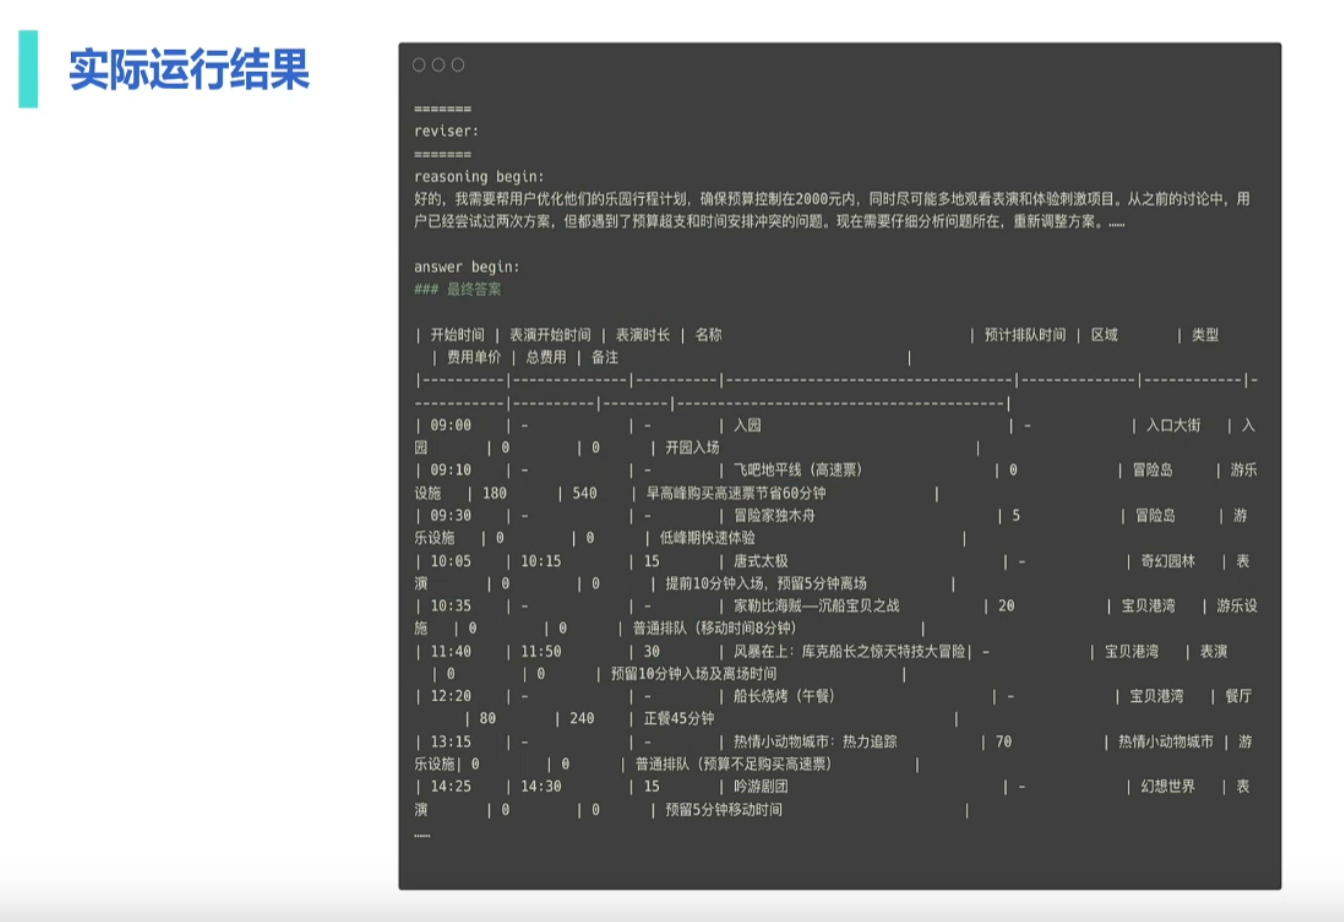 实际运行结果
=======
reviser:
=======
reasoning begin:
好的，我需要帮用户优化他们的乐园行程计划，确保预算控制在2000元内，同时尽可能多地观看表演和体验刺激项目。从之前的讨论中，用
户已经尝试过两次方案，但都遇到了预算超支和时间安排冲突的问题。现在需要仔细分析问题所在，重新调整方案。……
answer begin:
### 最终答案
| 开始时间 | 表演开始时间 | 表演时长 | 名称 | 预计排队时间 | 区域 | 类型
| 费用单价 | 总费用 | 备注 |
|----------|--------------|----------|-----------------------------------|--------------|------------|-
-----------|----------|--------|----------------------------------------|
| 09:00 | - | - | 入园 | - | 入口大街 | 入
园 | 0 | 0 | 开园入场 |
| 09:10 | - | - | 飞吧地平线（高速票） | 0 | 冒险岛 | 游乐
设施 | 180 | 540 | 早高峰购买高速票节省60分钟 |
| 09:30 | - | - | 冒险家独木舟 | 5 | 冒险岛 | 游
乐设施 | 0 | 0 | 低峰期快速体验 |
| 10:05 | 10:15 | 15 | 唐式太极 | - | 奇幻园林 | 表
演 | 0 | 0 | 提前10分钟入场，预留5分钟离场 |
| 10:35 | - | - | 家勒比海贼——沉船宝贝之战 | 20 | 宝贝港湾 | 游乐设
施 | 0 | 0 | 普通排队（移动时间8分钟） |
| 11:40 | 11:50 | 30 | 风暴在上：库克船长之惊天特技大冒险| - | 宝贝港湾 | 表演
| 0 | 0 | 预留10分钟入场及离场时间 |
| 12:20 | - | - | 船长烧烤（午餐） | - | 宝贝港湾 | 餐厅
| 80 | 240 | 正餐45分钟 |
| 13:15 | - | - | 热情小动物城市：热力追踪 | 70 | 热情小动物城市 | 游
乐设施| 0 | 0 | 普通排队（预算不足购买高速票） |
| 14:25 | 14:30 | 15 | 吟游剧团 | - | 幻想世界 | 表
演 | 0 | 0 | 预留5分钟移动时间 |
……